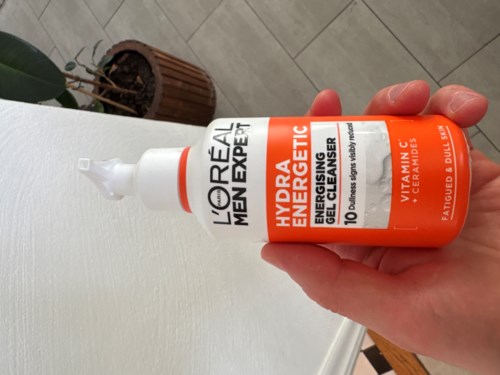 L'ORÉAL
PARIS
MEN EXPERT
HYDRA
ENERGETIC
ENERGISING
GEL CLEANSER
10 Dullness signs visibly reduced
VITAMIN C*
+ CERAMIDES
FATIGUED & DULL SKIN